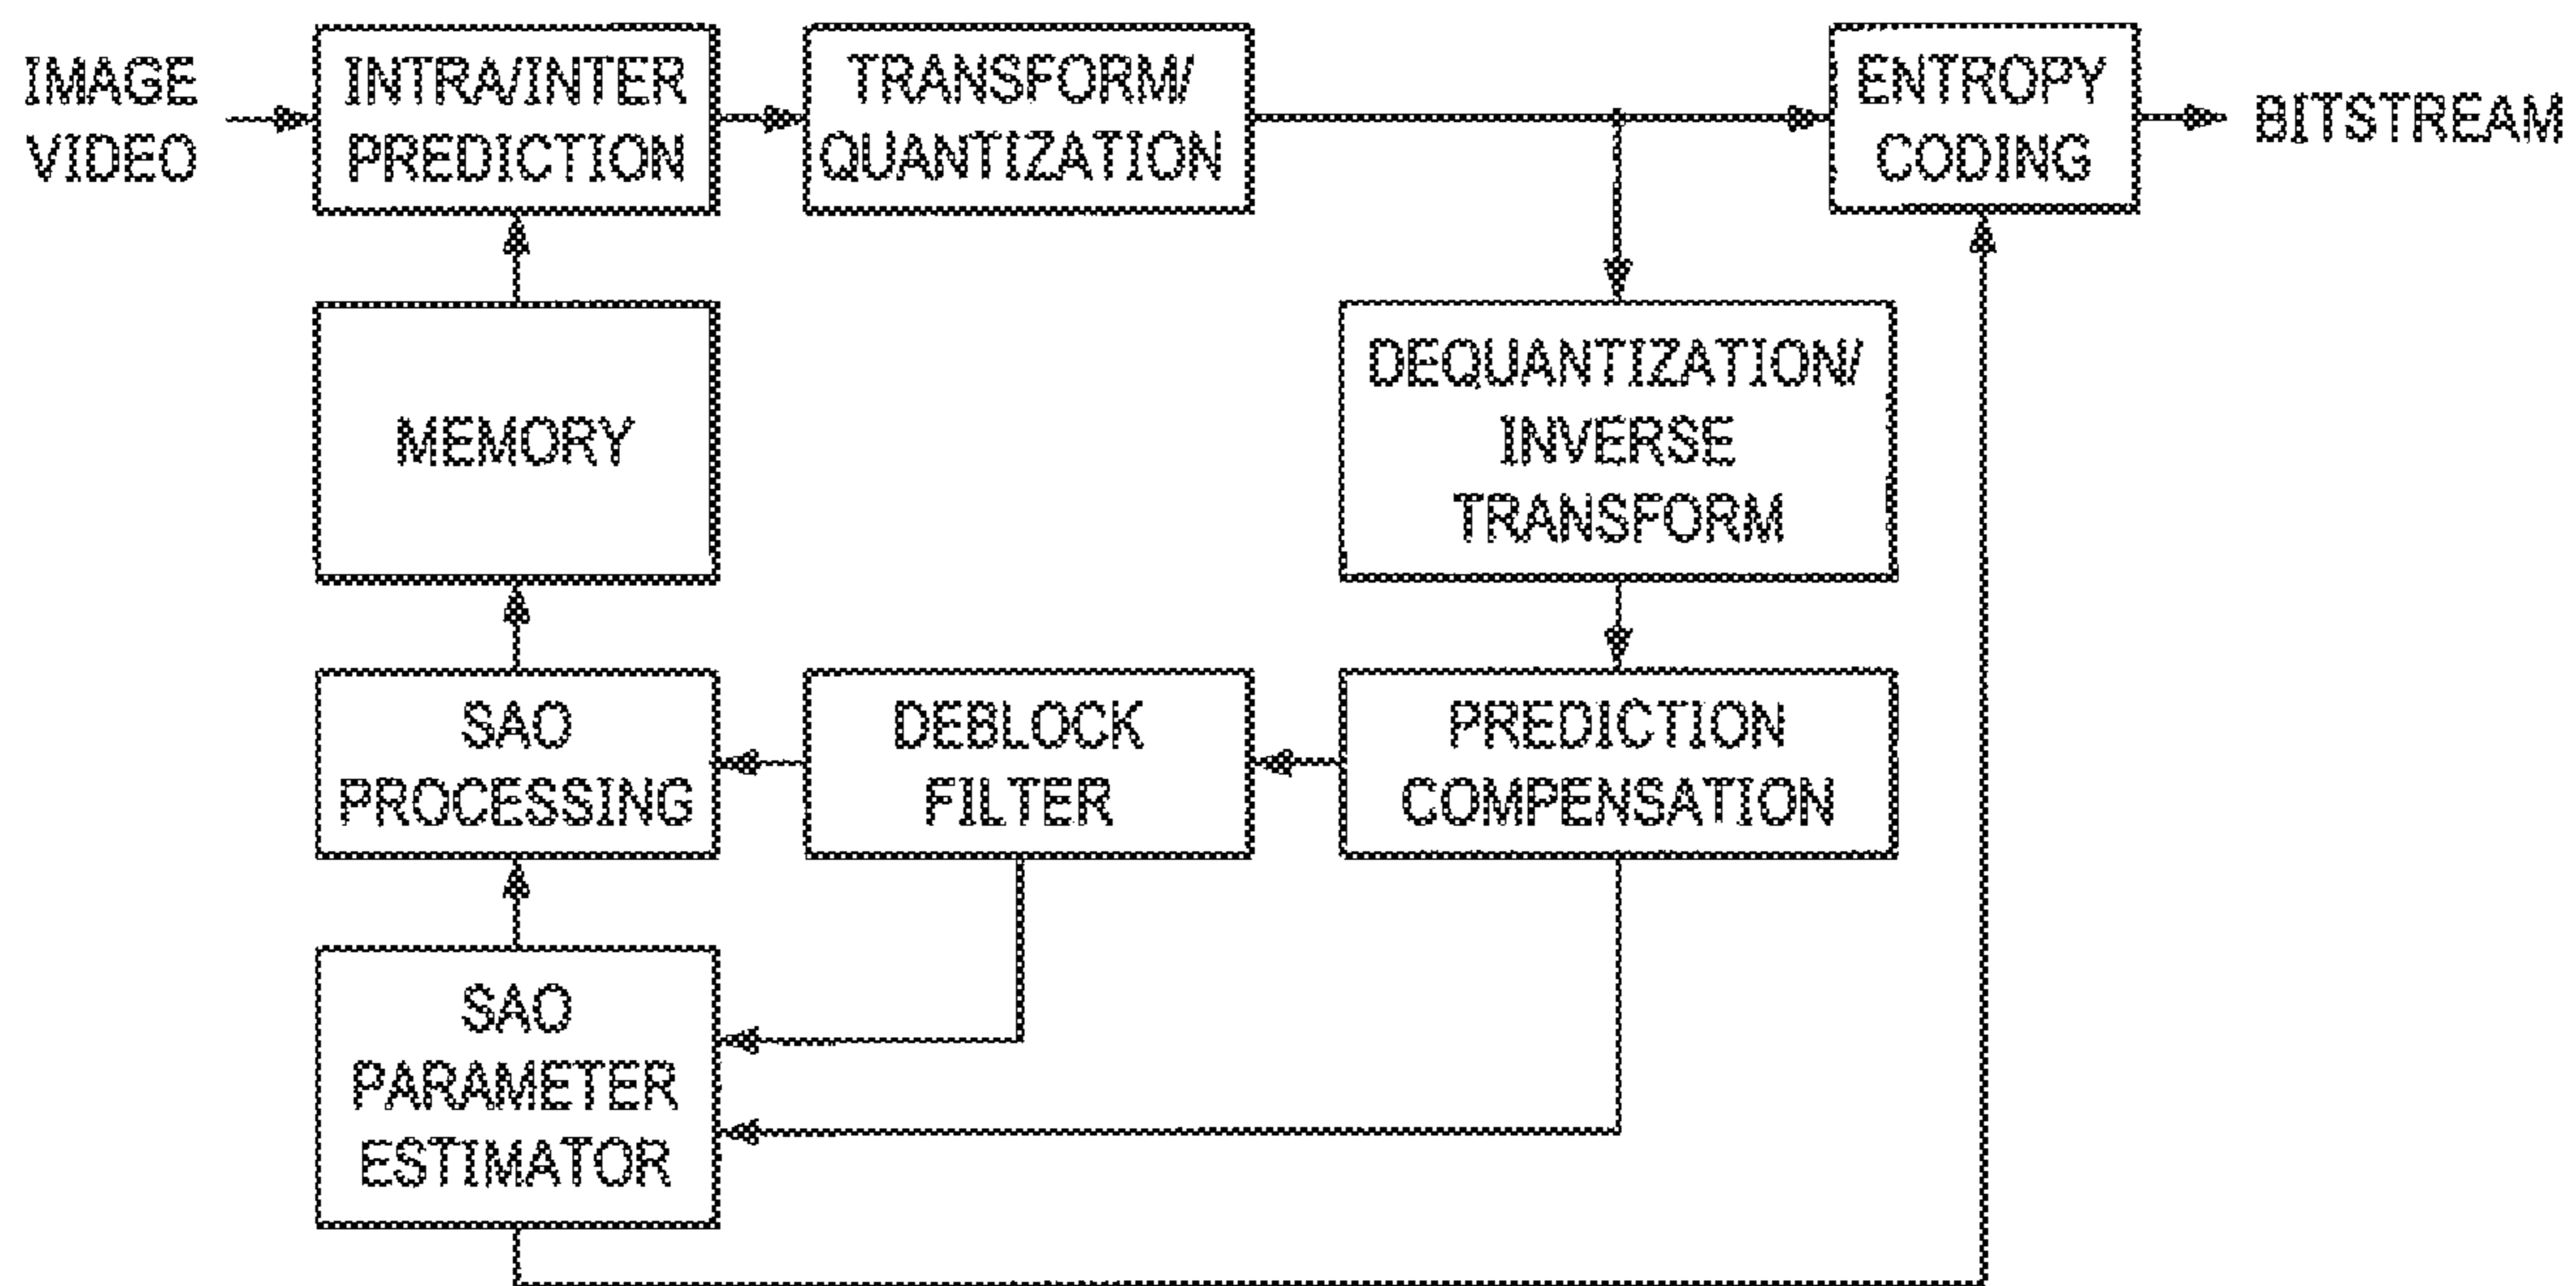 IMAGE
VIDEO
INTRA/INTER
PREDICTION
TRANSFORM/
QUANTIZATION
ENTROPY
CODING
BITSTREAM
MEMORY
DEQUANTIZATION/
INVERSE
TRANSFORM
SAO
PROCESSING
DEBLOCK
FILTER
PREDICTION
COMPENSATION
SAO
PARAMETER
ESTIMATOR